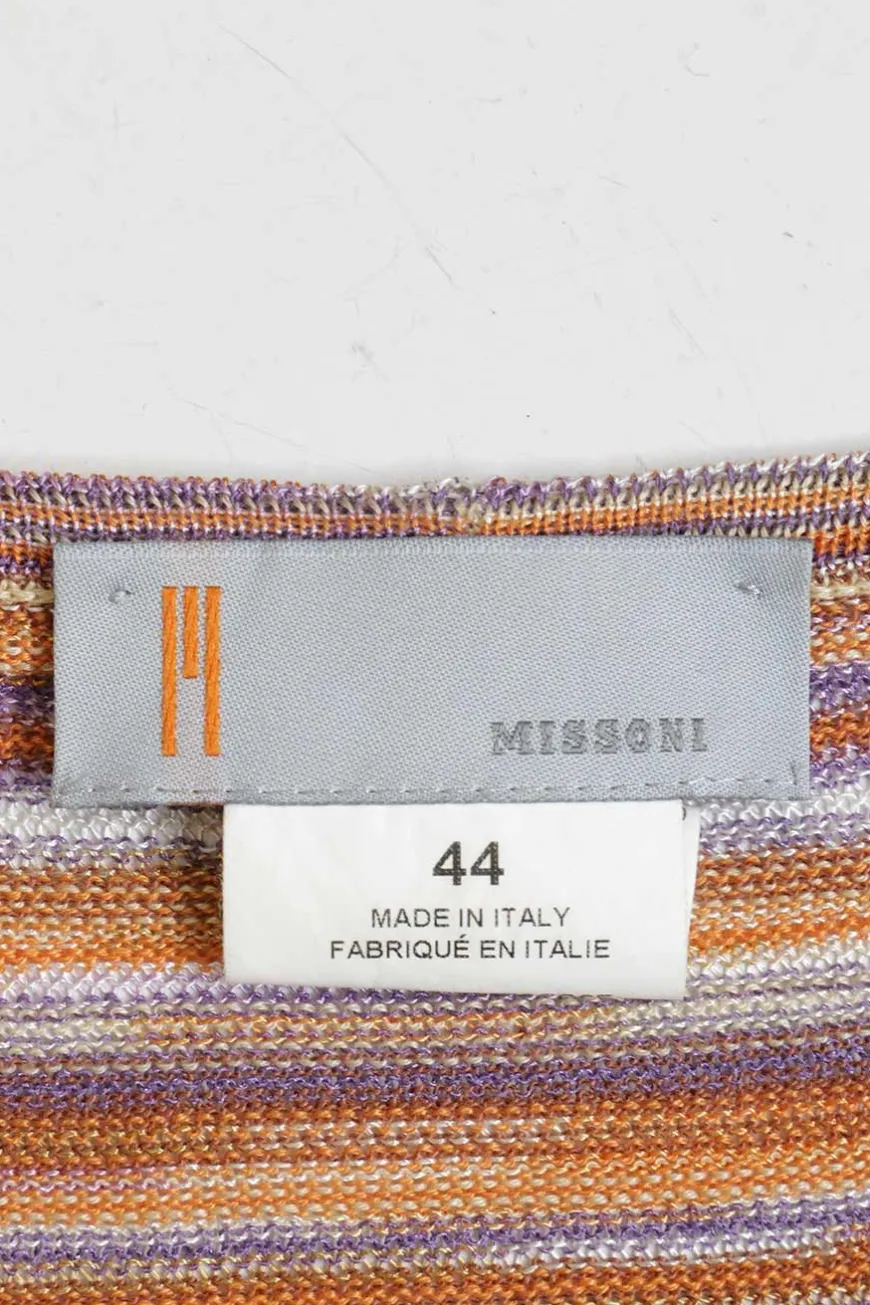 MISSONI
44
MADE IN ITALY
FABRIQUÉ EN ITALIE